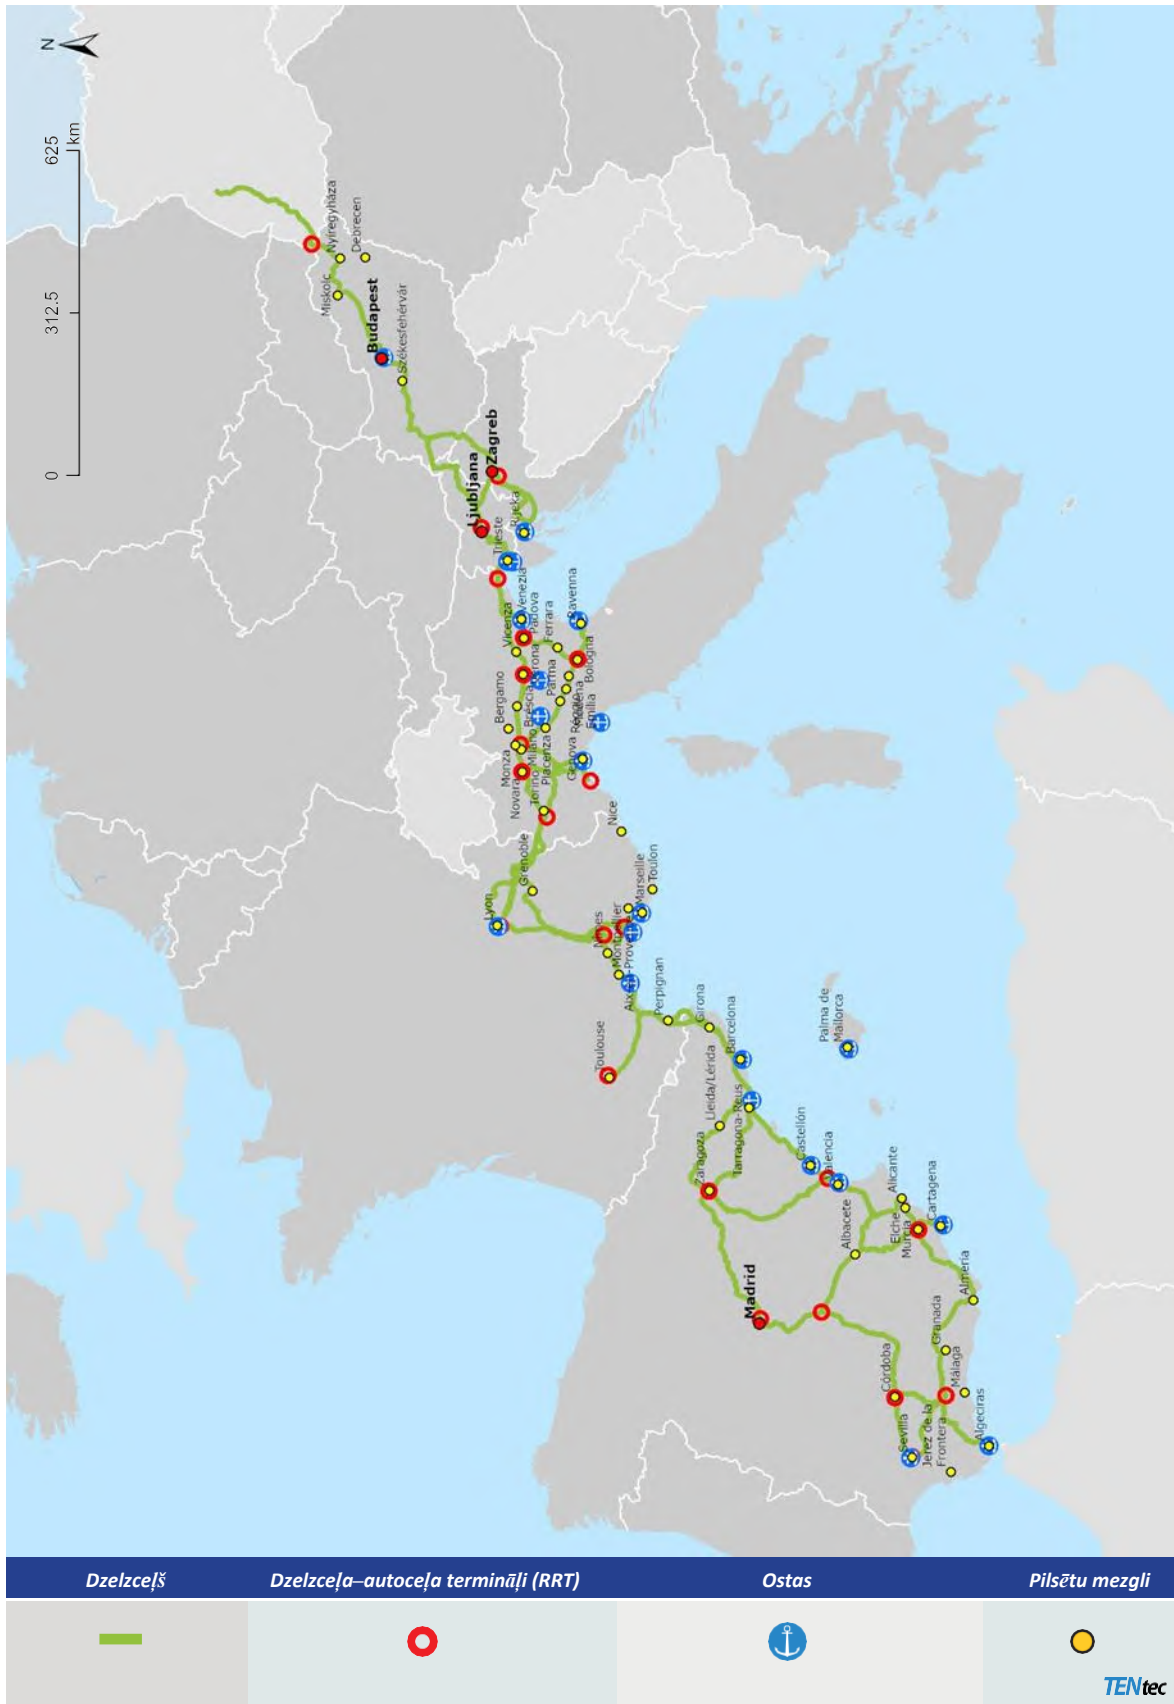 N
0
312.5
625
km
Nyíregyháza
Debrecen
Miskolc
Budapest
Székesfehérvár
Zagreb
Ljubljana
Rijeka
Trieste
Venezia
Padova
Vicenza
Ferrara
Ravenna
Bologna
Parma
Bergamo
Brescia
Reggio
Emilia
Milano
Monza
Piacenza
Genova
Novara
Torino
Nice
Grenoble
Lyon
Toulon
Marseille
Perpignan
Toulouse
Girona
Barcelona
Palma de
Mallorca
Lleida/Lérida
Tarragona-Reus
Zaragoza
Castellón
Alicante
Cartagena
Elche
Murcia
Albacete
Almería
Madrid
Granada
Málaga
Córdoba
Algeciras
Sevilla
Jerez de la
Frontera
Dzelzceļš
Dzelzceļa–autoceļa termināļi (RRT)
Ostas
Pilsētu mezgli
TENtec